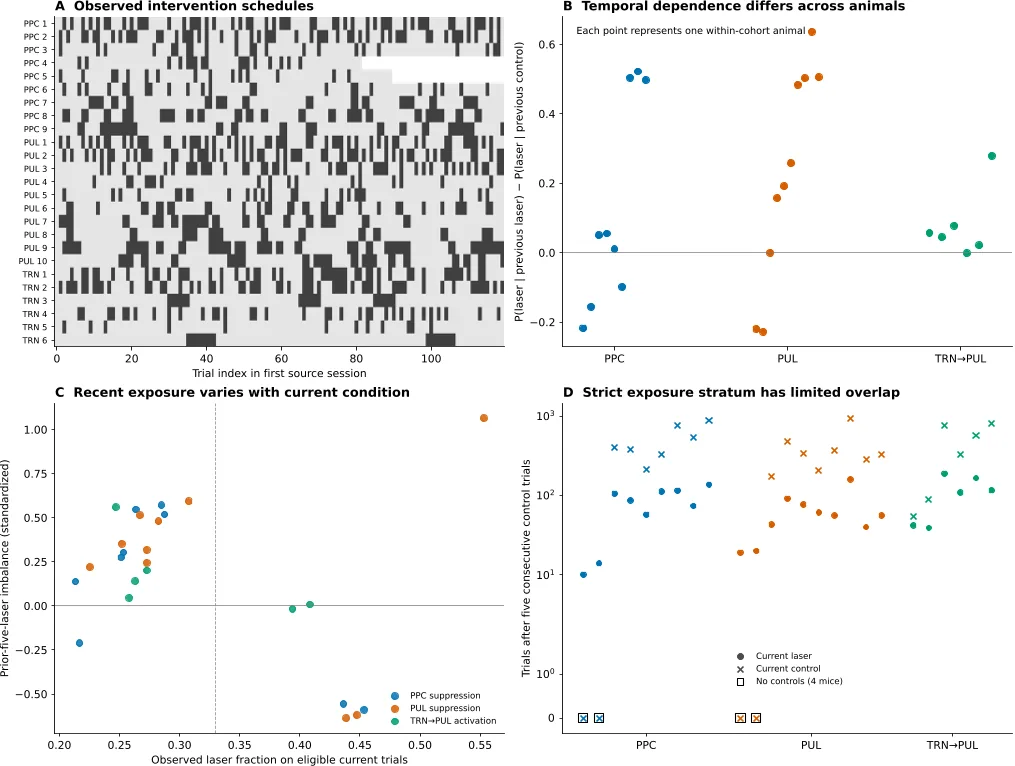 A Observed intervention schedules
PPC 1
PPC 2
PPC 3
PPC 4
PPC 5
PPC 6
PPC 7
PPC 8
PPC 9
PUL 1
PUL 2
PUL 3
PUL 4
PUL 5
PUL 6
PUL 7
PUL 8
PUL 9
PUL 10
TRN 1
TRN 2
TRN 3
TRN 4
TRN 5
TRN 6
0 20 40 60 80 100
Trial index in first source session
B Temporal dependence differs across animals
Each point represents one within-cohort animal
P(laser | previous laser) − P(laser | previous control)
0.6
0.4
0.2
0.0
−0.2
PPC PUL TRN→PUL
C Recent exposure varies with current condition
Prior-five-laser imbalance (standardized)
1.00
0.75
0.50
0.25
0.00
−0.25
−0.50
PPC suppression
PUL suppression
TRN→PUL activation
0.20 0.25 0.30 0.35 0.40 0.45 0.50 0.55
Observed laser fraction on eligible current trials
D Strict exposure stratum has limited overlap
Trials after five consecutive control trials
10³
10²
10¹
10⁰
0
Current laser
Current control
No controls (4 mice)
PPC PUL TRN→PUL